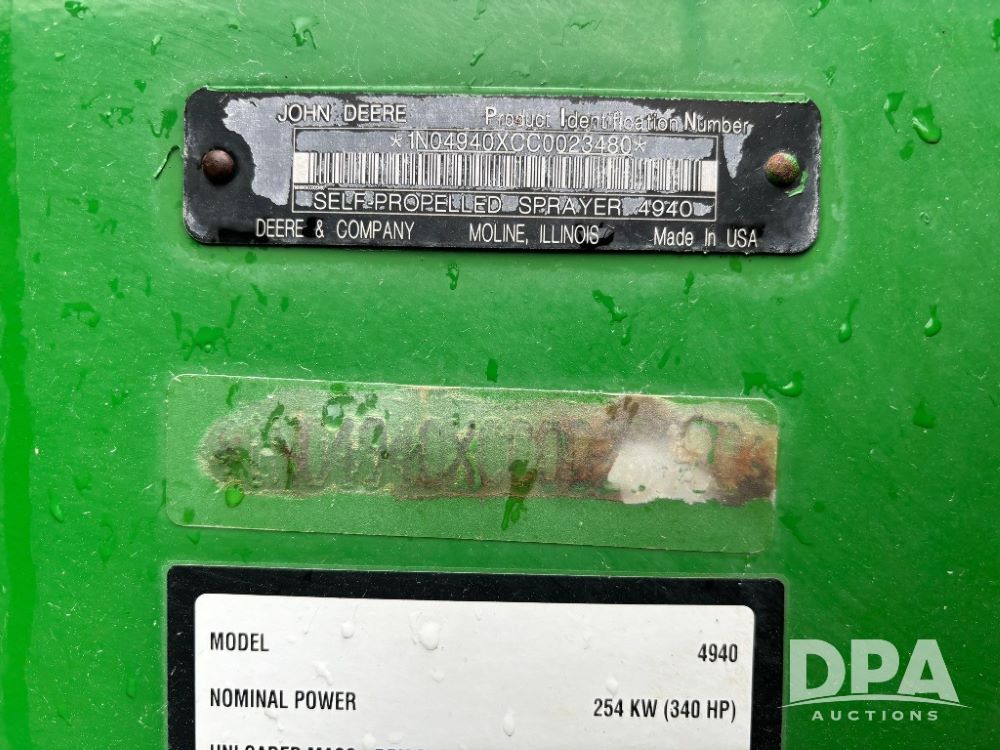 JOHN DEERE Product Identification Number
*1N04940XCC0023480*
SELF-PROPELLED SPRAYER 4940
DEERE & COMPANY MOLINE, ILLINOIS Made In USA
MODEL 4940
NOMINAL POWER 254 KW (340 HP)
DPA
AUCTIONS